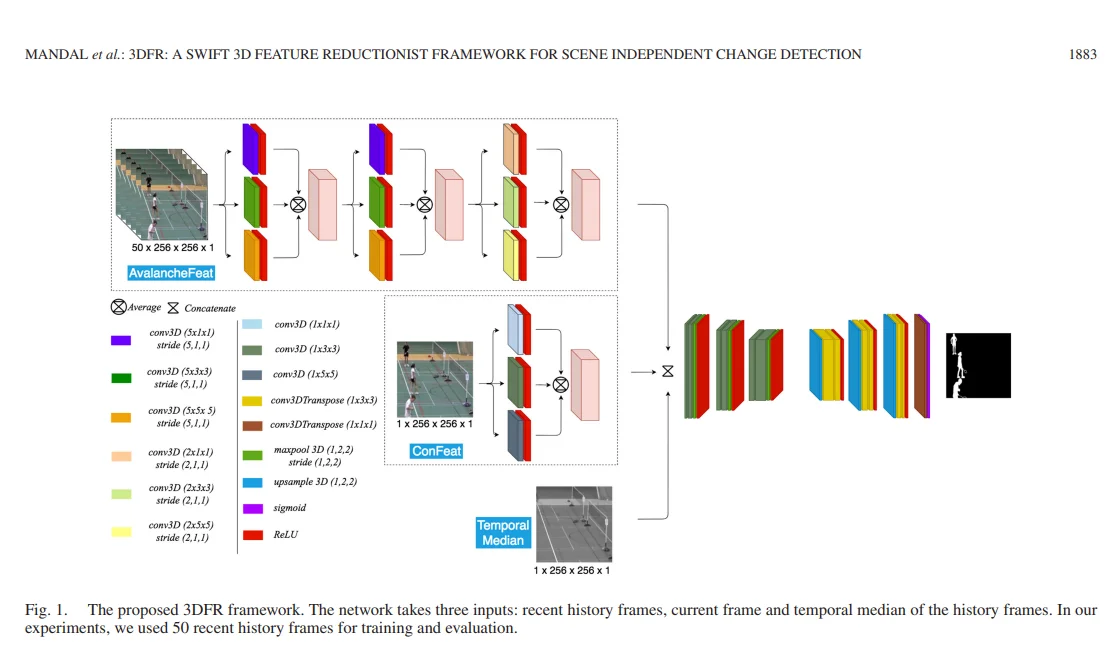 MANDAL et al.: 3DFR: A SWIFT 3D FEATURE REDUCTIONIST FRAMEWORK FOR SCENE INDEPENDENT CHANGE DETECTION 1883
50 x 256 x 256 x 1
AvalancheFeat
Average Concatenate
conv3D (5x1x1)
stride (5,1,1)
conv3D (5x3x3)
stride (5,1,1)
conv3D (5x5x 5)
stride (5,1,1)
conv3D (2x1x1)
stride (2,1,1)
conv3D (2x3x3)
stride (2,1,1)
conv3D (2x5x5)
stride (2,1,1)
conv3D (1x1x1)
conv3D (1x3x3)
conv3D (1x5x5)
conv3DTranspose (1x3x3)
conv3DTranspose (1x1x1)
maxpool 3D (1,2,2)
stride (1,2,2)
upsample 3D (1,2,2)
sigmoid
ReLU
1 x 256 x 256 x 1
ConFeat
Temporal
Median
1 x 256 x 256 x 1
Fig. 1. The proposed 3DFR framework. The network takes three inputs: recent history frames, current frame and temporal median of the history frames. In our
experiments, we used 50 recent history frames for training and evaluation.